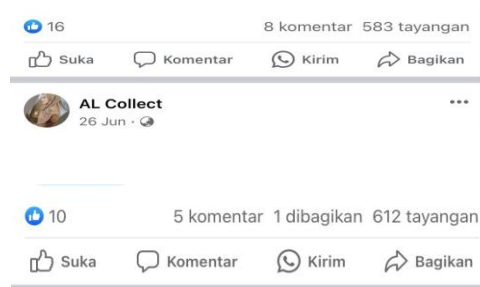 16 8 komentar 583 tayangan
Suka Komentar Kirim Bagikan
AL Collect
26 Jun ·
10 5 komentar 1 dibagikan 612 tayangan
Suka Komentar Kirim Bagikan